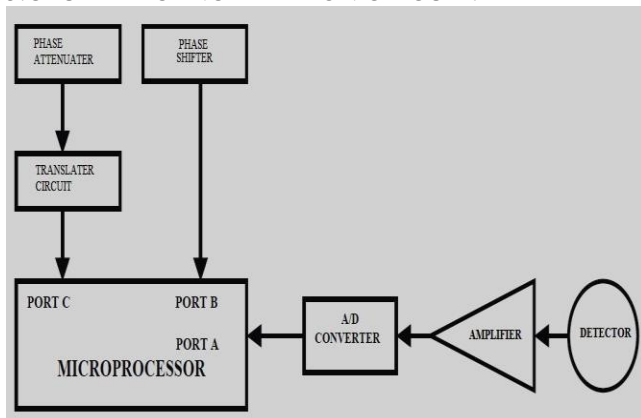 PHASE
ATTENUATER
PHASE
SHIFTER
TRANSLATER
CIRCUIT
PORT C
PORT B
PORT A
MICROPROCESSOR
A/D
CONVERTER
AMPLIFIER
DETECTOR